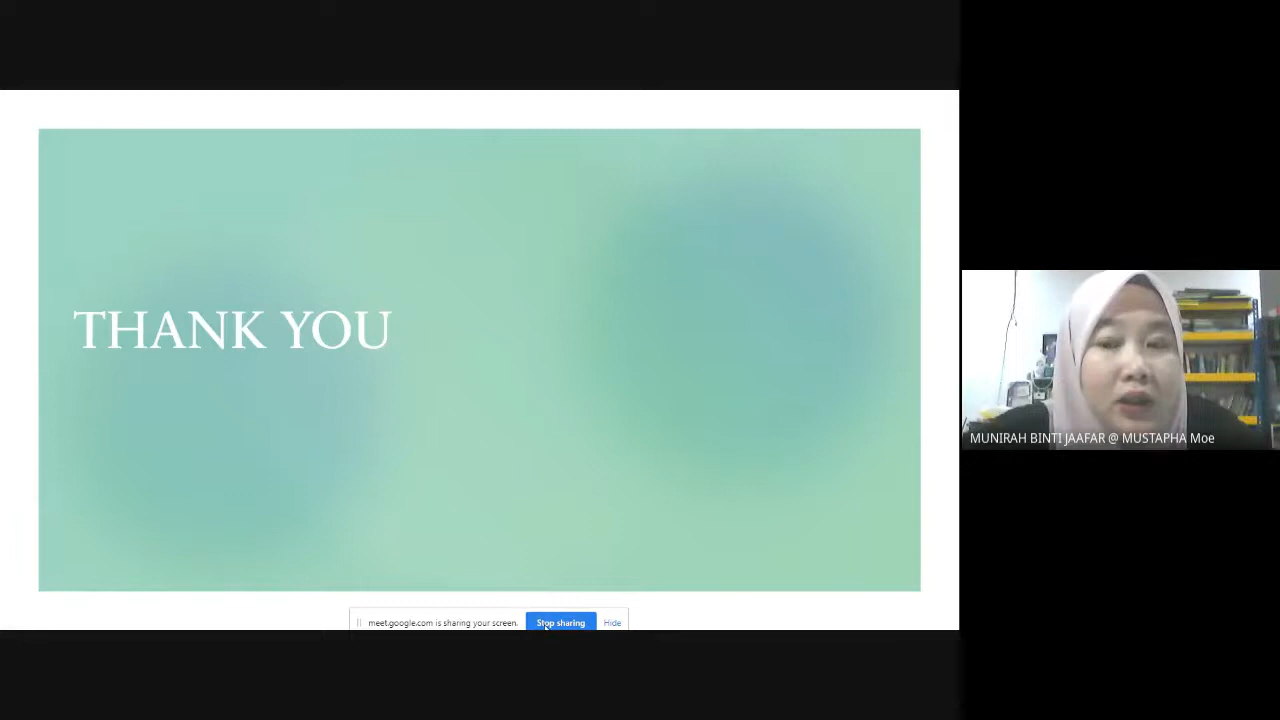 THANK YOU
MUNIRAH BINTI JAAFAR @ MUSTAPHA Moe
meet.google.com is sharing your screen.
Stop sharing
Hide